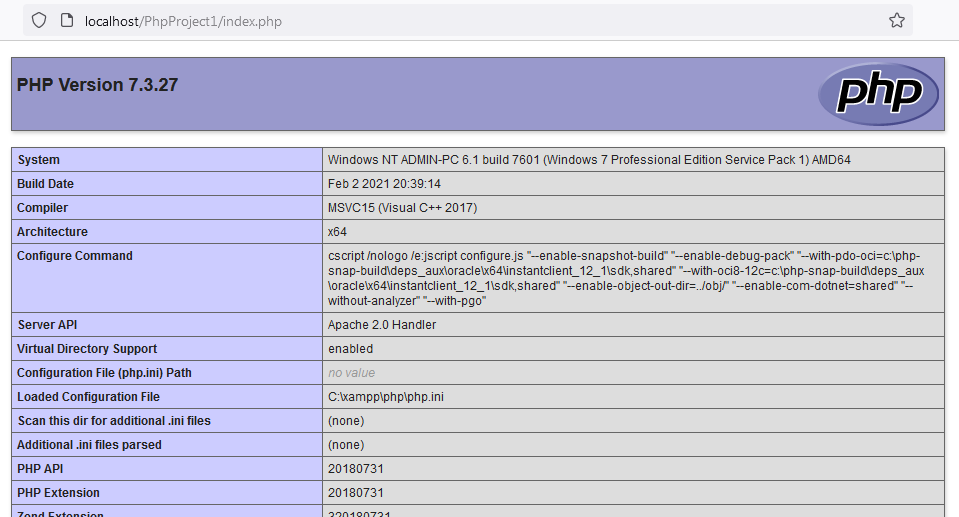 localhost/PhpProject1/index.php
PHP Version 7.3.27
php
System Windows NT ADMIN-PC 6.1 build 7601 (Windows 7 Professional Edition Service Pack 1) AMD64
Build Date Feb 2 2021 20:39:14
Compiler MSVC15 (Visual C++ 2017)
Architecture x64
Configure Command cscript /nologo /e:jscript configure.js "--enable-snapshot-build" "--enable-debug-pack" "--with-pdo-oci=c:\php-
snap-build\deps_aux\oracle\x64\instantclient_12_1\sdk,shared" "--with-oci8-12c=c:\php-snap-build\deps_aux
\oracle\x64\instantclient_12_1\sdk,shared" "--enable-object-out-dir=../obj/" "--enable-com-dotnet=shared" "--
without-analyzer" "--with-pgo"
Server API Apache 2.0 Handler
Virtual Directory Support enabled
Configuration File (php.ini) Path no value
Loaded Configuration File C:\xampp\php\php.ini
Scan this dir for additional .ini files (none)
Additional .ini files parsed (none)
PHP API 20180731
PHP Extension 20180731
Zend Extension 320180731